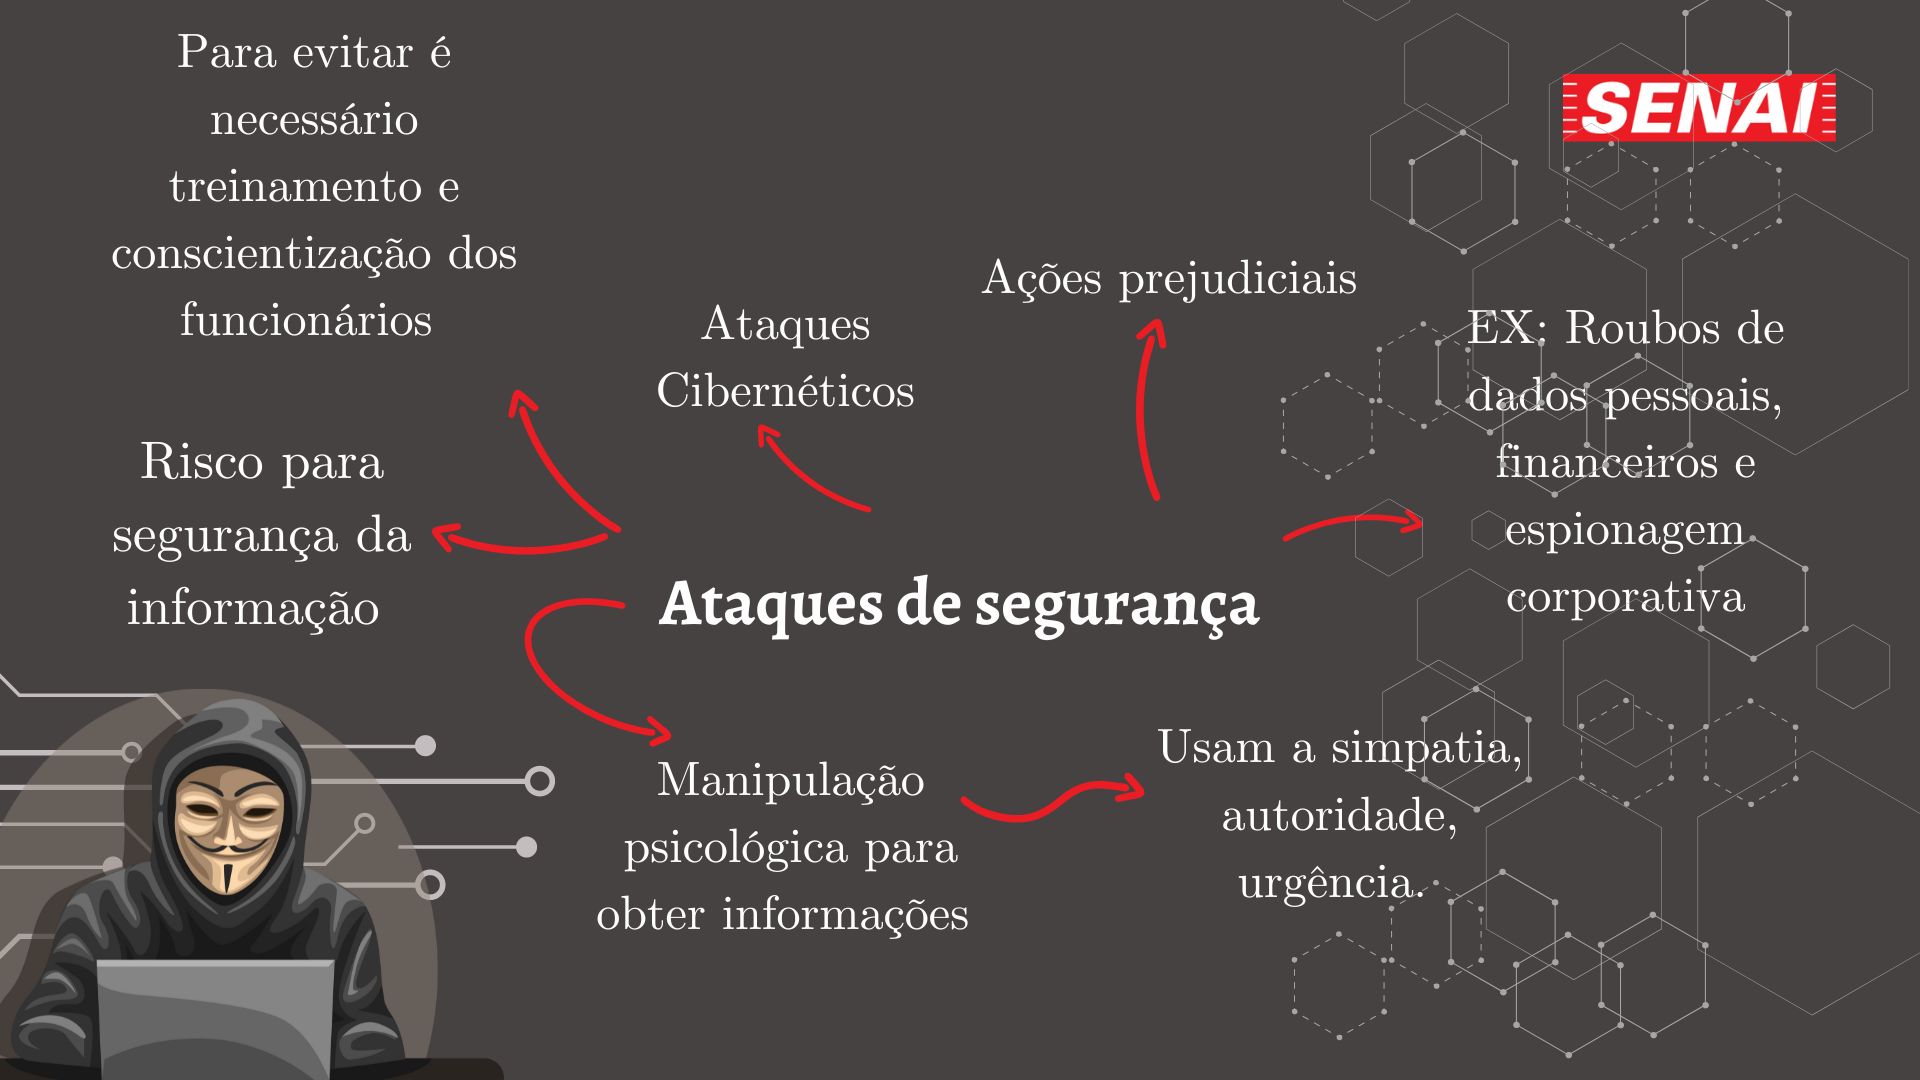 Para evitar é
necessário
treinamento e
conscientização dos
funcionários
SENAI
Ataques
Cibernéticos
Ações prejudiciais
EX: Roubos de
dados pessoais,
financeiros e
espionagem
corporativa
Risco para
segurança da
informação
Ataques de segurança
Manipulação
psicológica para
obter informações
Usam a simpatia,
autoridade,
urgência.